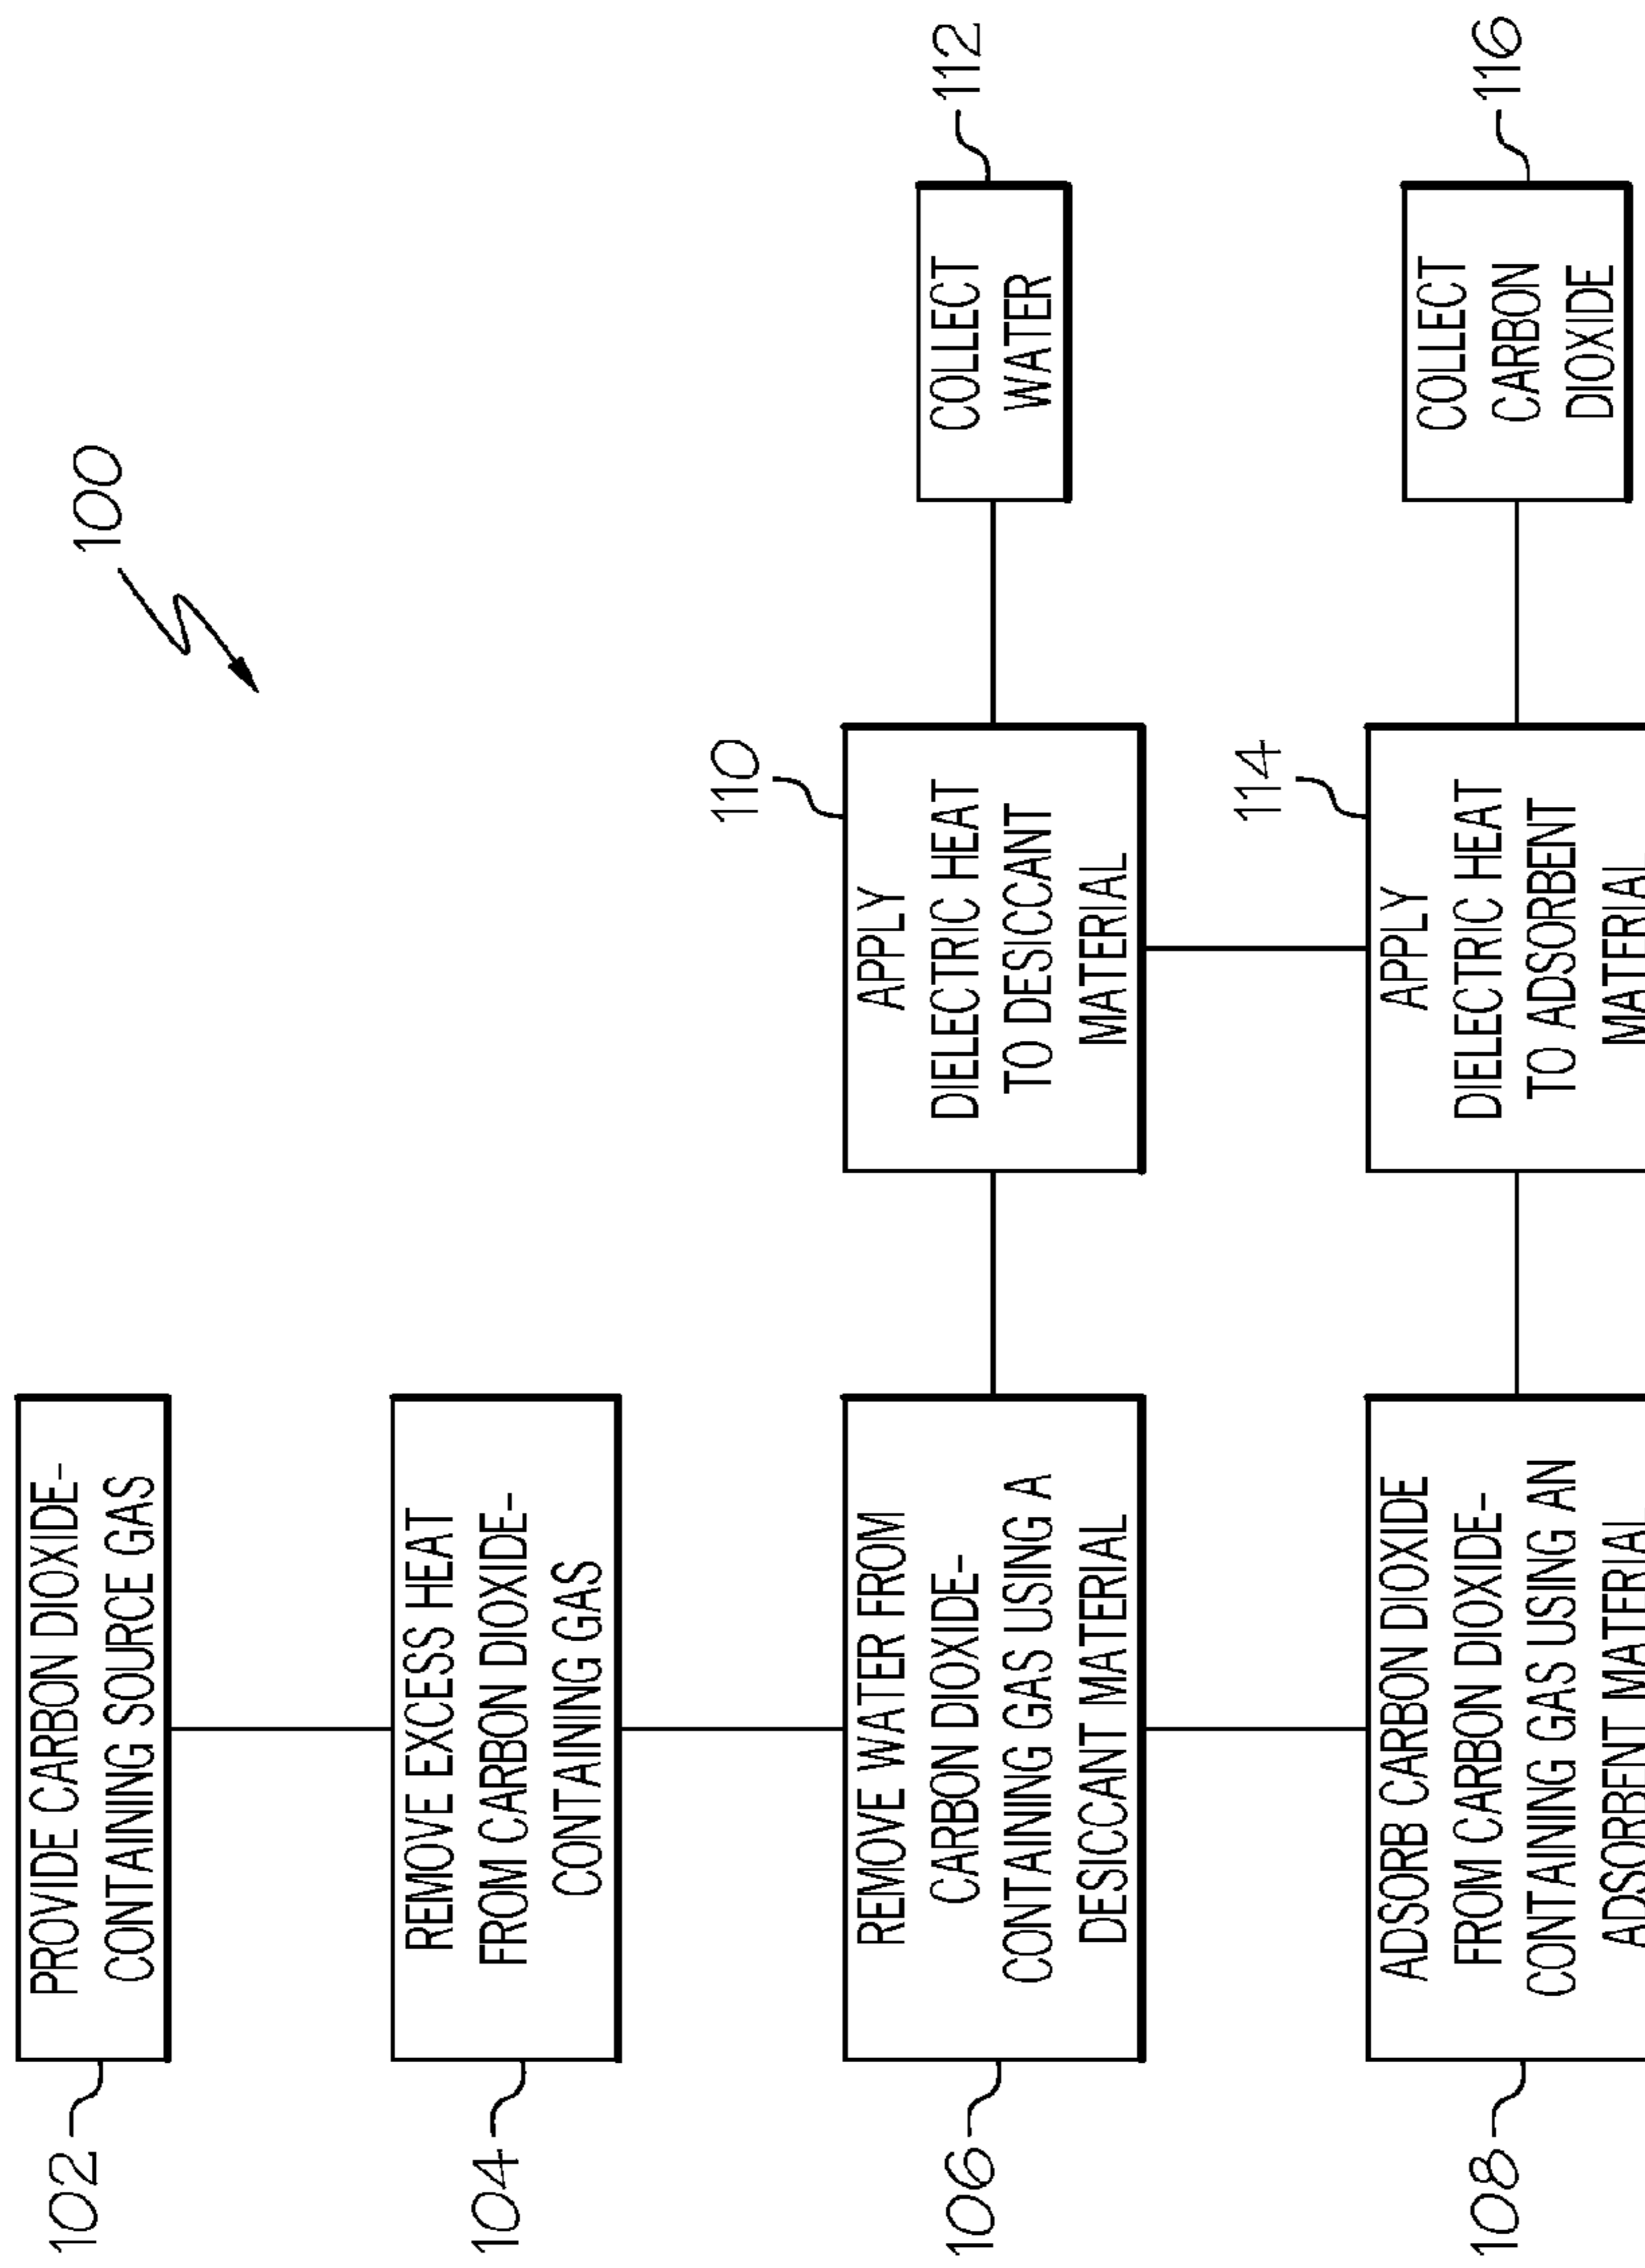 100
102
PROVIDE CARBON DIOXIDE-
CONTAINING SOURCE GAS
104
REMOVE EXCESS HEAT
FROM CARBON DIOXIDE-
CONTAINING GAS
106
REMOVE WATER FROM
CARBON DIOXIDE-
CONTAINING GAS USING A
DESICCANT MATERIAL
110
APPLY
DIELECTRIC HEAT
TO DESICCANT
MATERIAL
112
COLLECT
WATER
108
ADSORB CARBON DIOXIDE
FROM CARBON DIOXIDE-
CONTAINING GAS USING AN
ADSORBENT MATERIAL
114
APPLY
DIELECTRIC HEAT
TO ADSORBENT
MATERIAL
116
COLLECT
CARBON
DIOXIDE